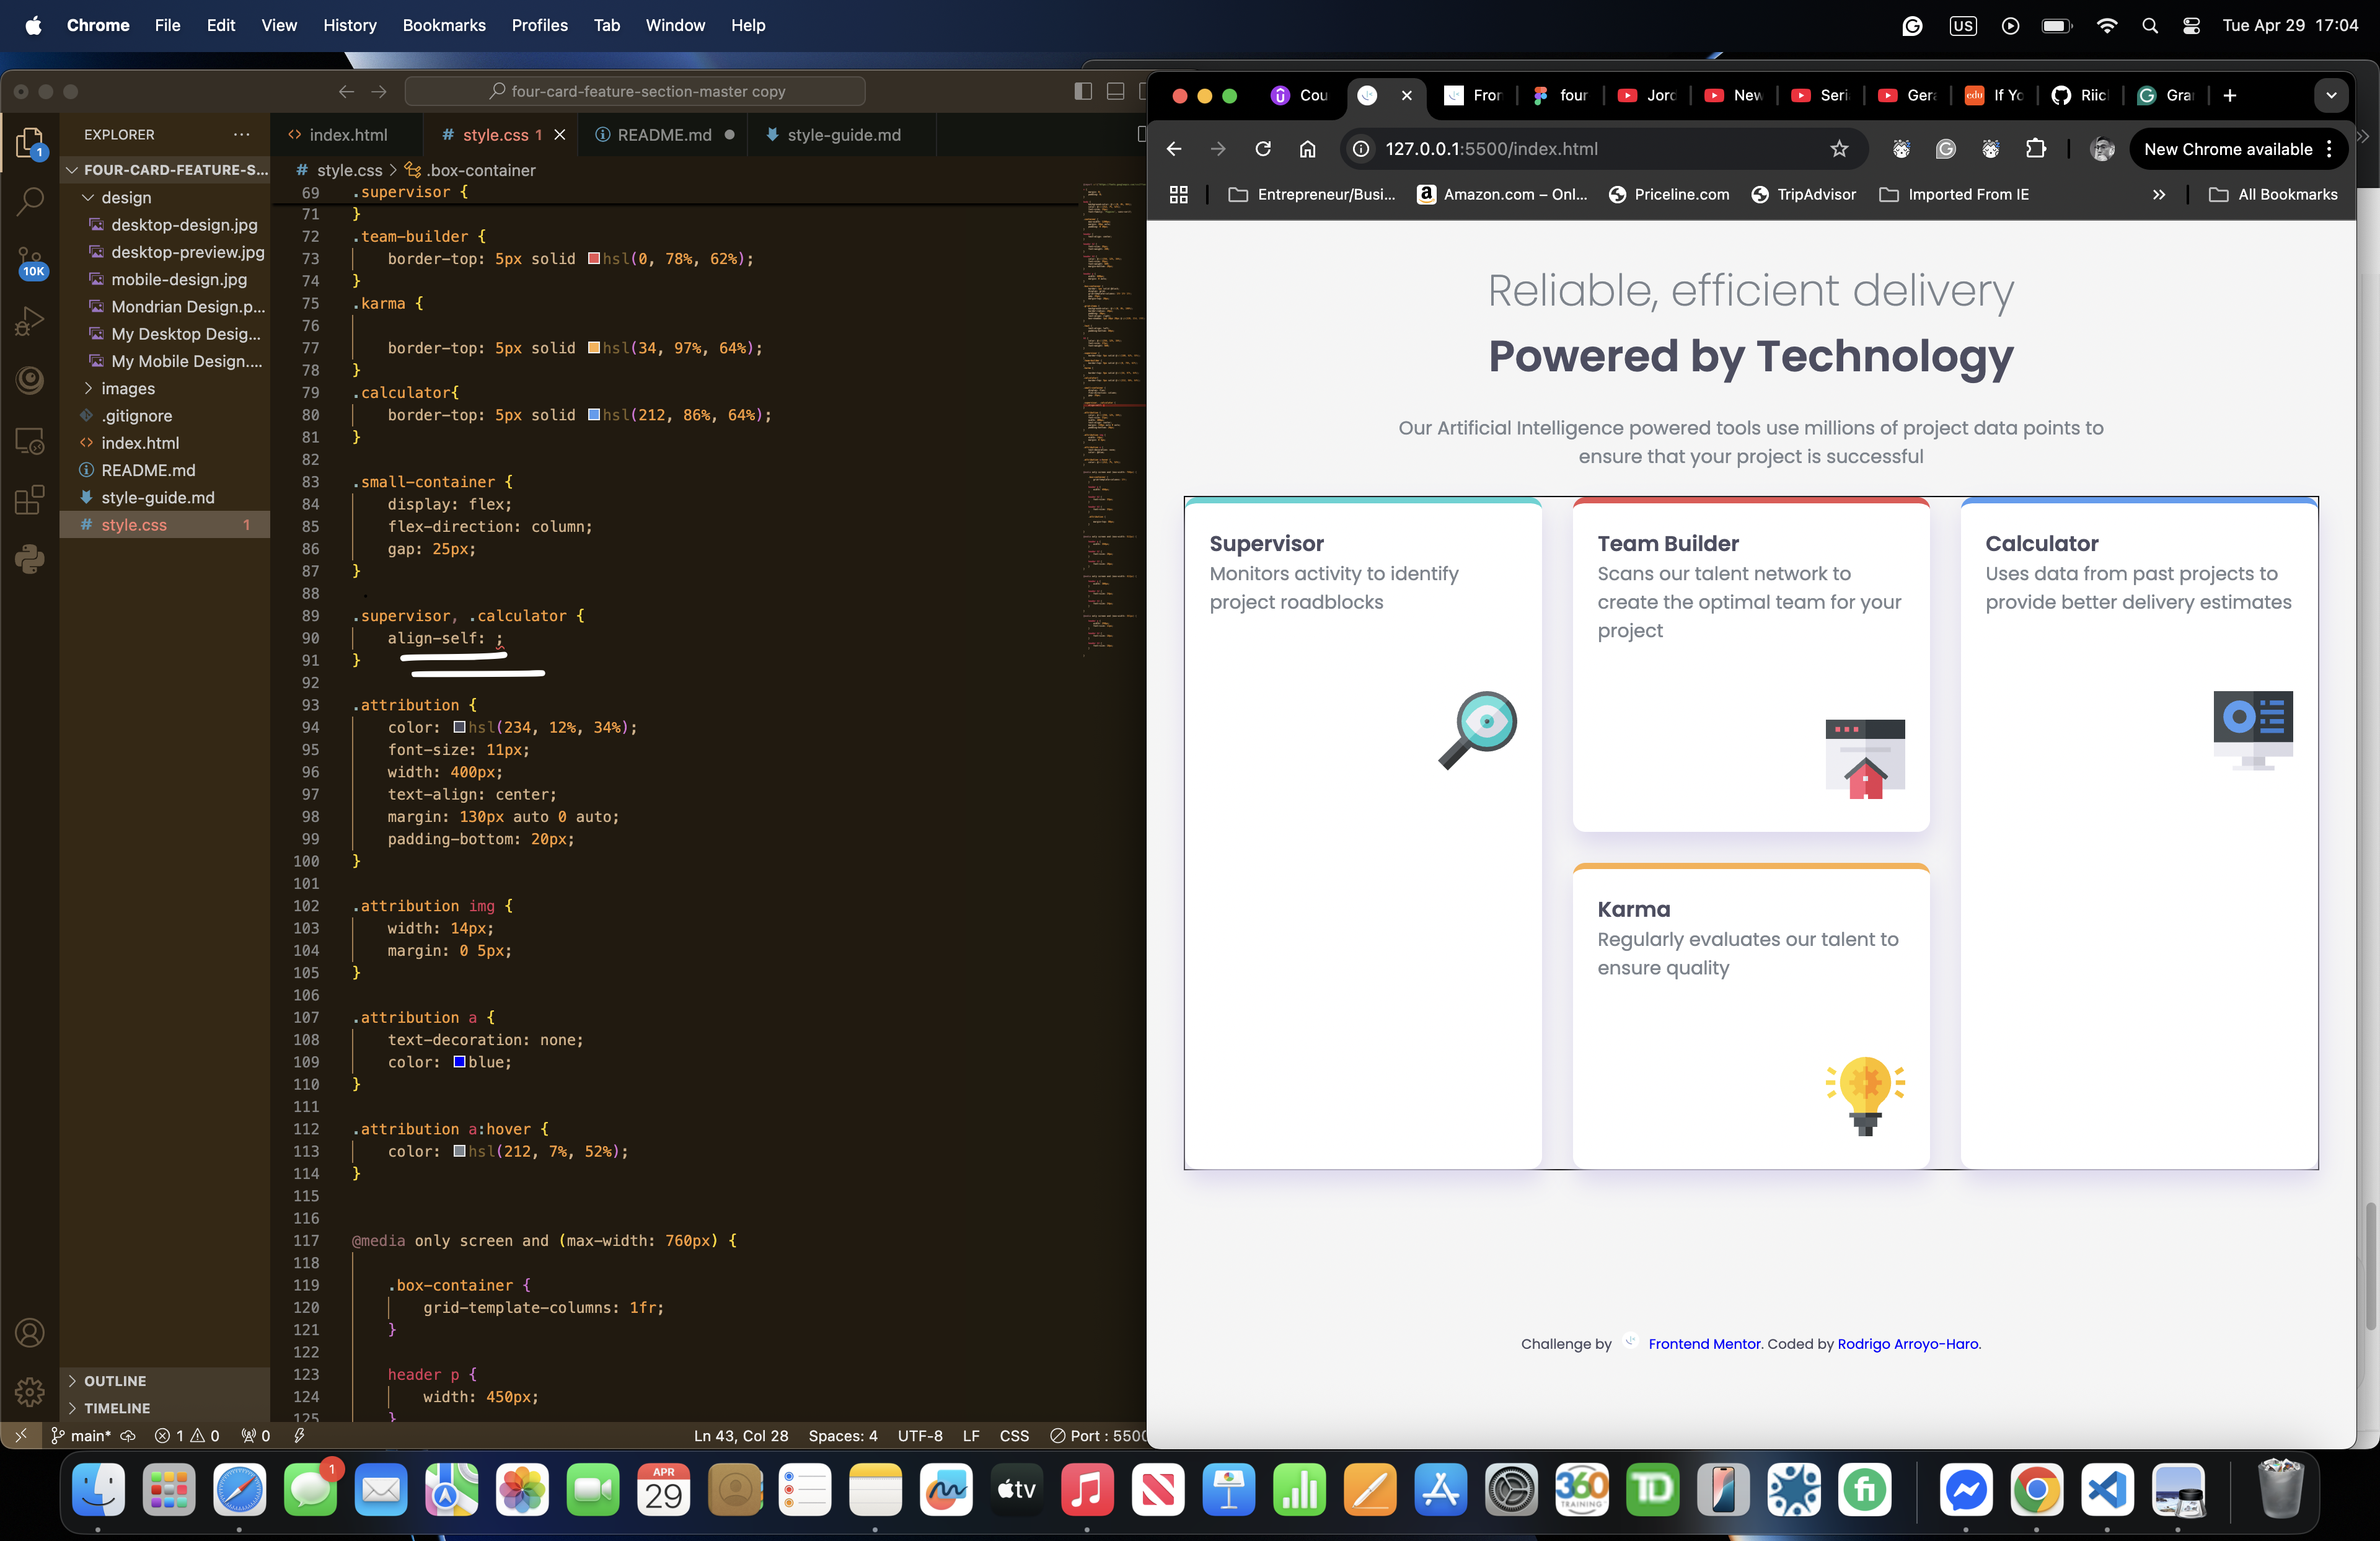 Chrome File Edit View History Bookmarks Profiles Tab Window Help
US
Tue Apr 29 17:04
four-card-feature-section-master copy
EXPLORER
index.html
# style.css 1
README.md
style-guide.md
FOUR-CARD-FEATURE-S...
# style.css > .box-container
design
desktop-design.jpg
desktop-preview.jpg
mobile-design.jpg
Mondrian Design.p...
My Desktop Desig...
My Mobile Design....
images
.gitignore
index.html
README.md
style-guide.md
# style.css 1
1
10K
OUTLINE
TIMELINE
69 .supervisor {
71 }
72 .team-builder {
73 border-top: 5px solid hsl(0, 78%, 62%);
74 }
75 .karma {
76
77 border-top: 5px solid hsl(34, 97%, 64%);
78 }
79 .calculator{
80 border-top: 5px solid hsl(212, 86%, 64%);
81 }
82
83 .small-container {
84 display: flex;
85 flex-direction: column;
86 gap: 25px;
87 }
88
89 .supervisor, .calculator {
90 align-self: ;
91 }
92
93 .attribution {
94 color: hsl(234, 12%, 34%);
95 font-size: 11px;
96 width: 400px;
97 text-align: center;
98 margin: 130px auto 0 auto;
99 padding-bottom: 20px;
100 }
101
102 .attribution img {
103 width: 14px;
104 margin: 0 5px;
105 }
106
107 .attribution a {
108 text-decoration: none;
109 color: blue;
110 }
111
112 .attribution a:hover {
113 color: hsl(212, 7%, 52%);
114 }
115
116
117 @media only screen and (max-width: 760px) {
118
119 .box-container {
120 grid-template-columns: 1fr;
121 }
122
123 header p {
124 width: 450px;
125 }
main* 1 0 0
Ln 43, Col 28 Spaces: 4 UTF-8 LF CSS Port : 5500
Cou
Fron
four
Jord
New
Seri
Gera
If Yo
Riic
Gra
127.0.0.1:5500/index.html
New Chrome available
Entrepreneur/Busi... Amazon.com – Onl... Priceline.com TripAdvisor Imported From IE
All Bookmarks
Reliable, efficient delivery
Powered by Technology
Our Artificial Intelligence powered tools use millions of project data points to
ensure that your project is successful
Supervisor
Monitors activity to identify
project roadblocks
Team Builder
Scans our talent network to
create the optimal team for your
project
Karma
Regularly evaluates our talent to
ensure quality
Calculator
Uses data from past projects to
provide better delivery estimates
Challenge by Frontend Mentor. Coded by Rodrigo Arroyo-Haro.
1
APR
29
tv
360
TRAINING
TD
fi